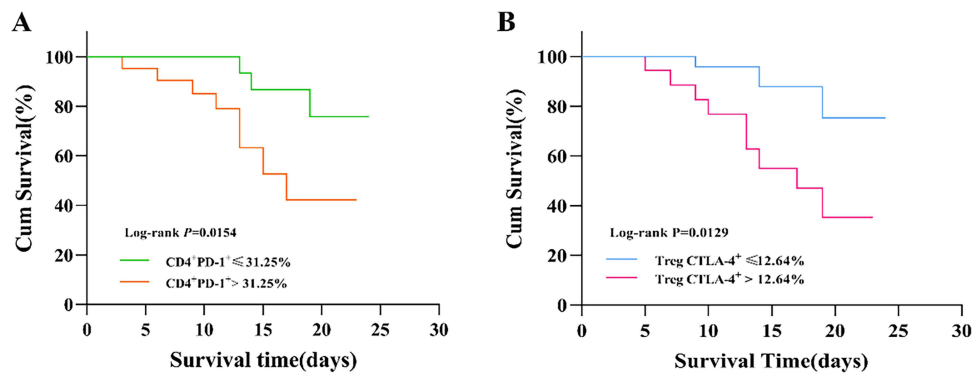 A
Cum Survival(%)
100
80
60
40
20
0
Log-rank P=0.0154
CD4⁺PD-1⁺ ⩽ 31.25%
CD4⁺PD-1⁺> 31.25%
0 5 10 15 20 25 30
Survival time(days)
B
Cum Survival(%)
100
80
60
40
20
0
Log-rank P=0.0129
Treg CTLA-4⁺ ⩽12.64%
Treg CTLA-4⁺ > 12.64%
0 5 10 15 20 25 30
Survival Time(days)